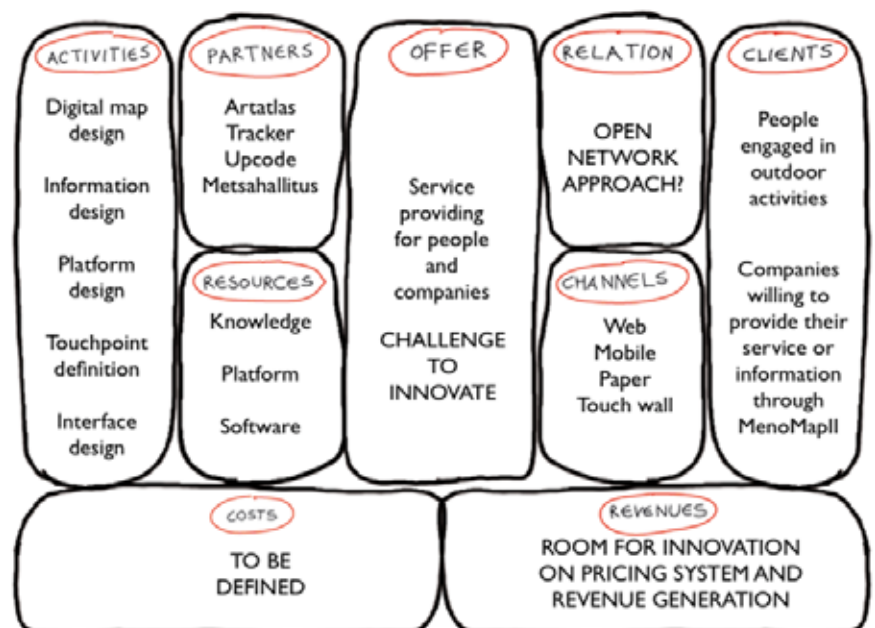 ACTIVITIES
Digital map
design
Information
design
Platform
design
Touchpoint
definition
Interface
design
PARTNERS
Artatlas
Tracker
Upcode
Metsahallitus
RESOURCES
Knowledge
Platform
Software
OFFER
Service
providing
for people
and
companies
CHALLENGE
TO
INNOVATE
RELATION
OPEN
NETWORK
APPROACH?
CHANNELS
Web
Mobile
Paper
Touch wall
CLIENTS
People
engaged in
outdoor
activities
Companies
willing to
provide their
service or
information
through
MenoMapII
COSTS
TO BE
DEFINED
REVENUES
ROOM FOR INNOVATION
ON PRICING SYSTEM AND
REVENUE GENERATION